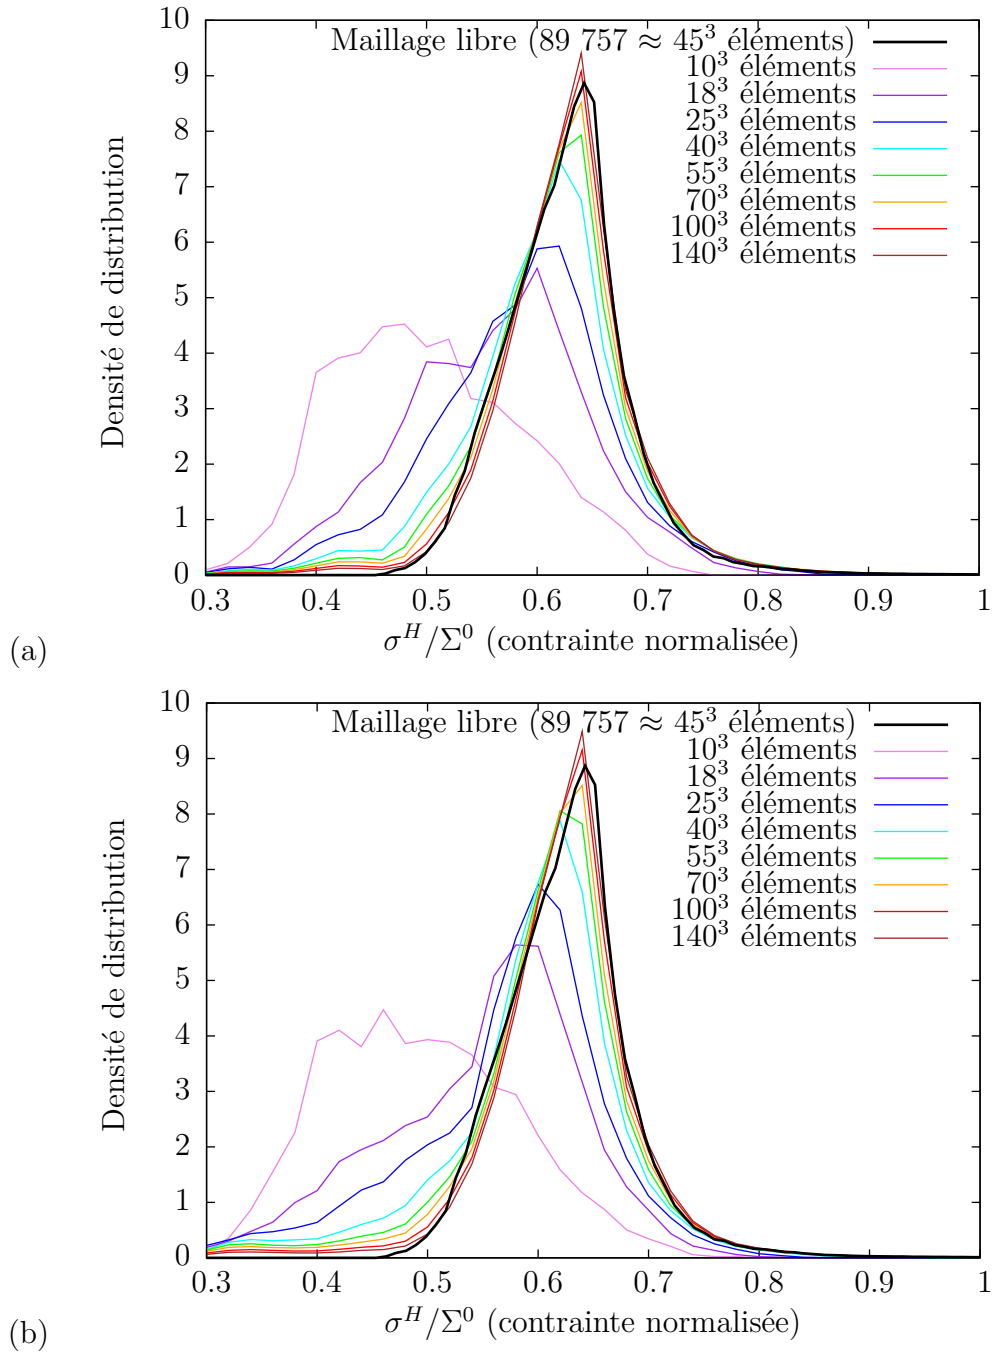 10
9
8
7
6
5
4
3
2
1
0
Densité de distribution
Maillage libre (89 757 ≈ 45³ éléments)
10³ éléments
18³ éléments
25³ éléments
40³ éléments
55³ éléments
70³ éléments
100³ éléments
140³ éléments
0.3 0.4 0.5 0.6 0.7 0.8 0.9 1
σᴴ/Σ⁰ (contrainte normalisée)
(a)
10
9
8
7
6
5
4
3
2
1
0
Densité de distribution
Maillage libre (89 757 ≈ 45³ éléments)
10³ éléments
18³ éléments
25³ éléments
40³ éléments
55³ éléments
70³ éléments
100³ éléments
140³ éléments
0.3 0.4 0.5 0.6 0.7 0.8 0.9 1
σᴴ/Σ⁰ (contrainte normalisée)
(b)